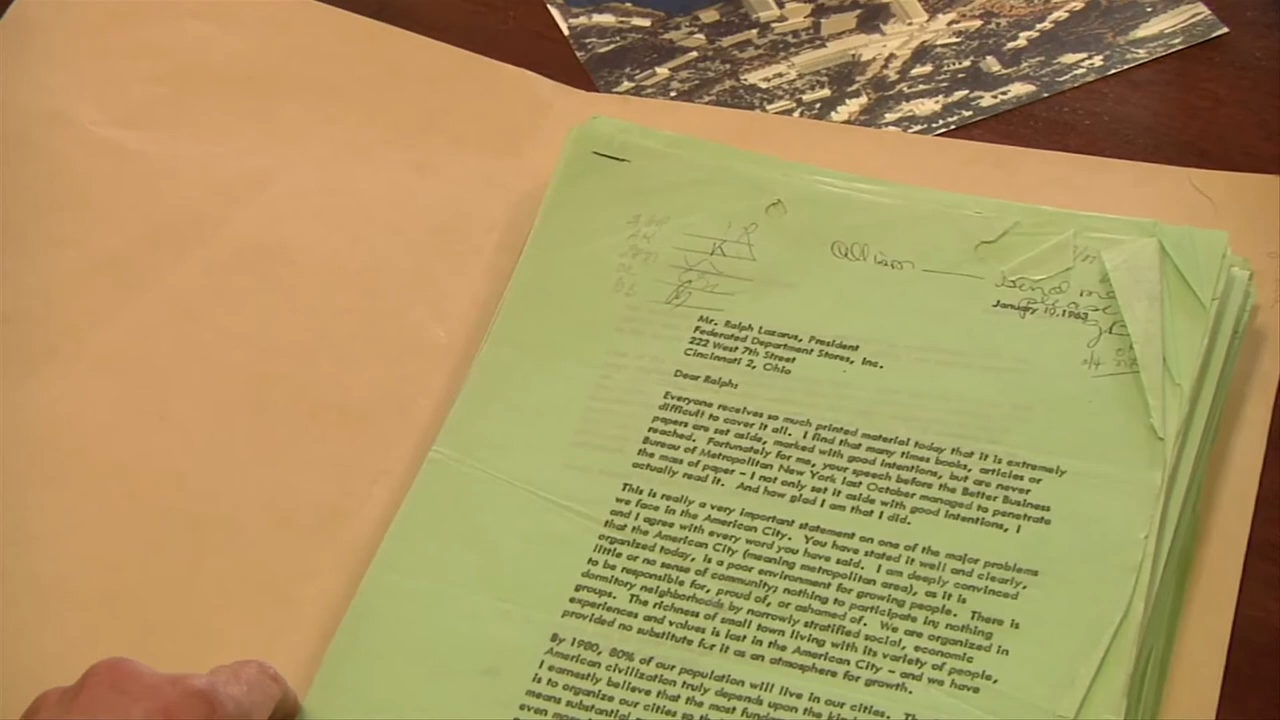 Allison
Send me
please
January 10, 1963
Mr. Ralph Lazarus, President
Federated Department Stores, Inc.
222 West 7th Street
Cincinnati 2, Ohio
Dear Ralph:
Everyone receives so much printed material today that it is extremely
difficult to cover it all. I find that many times books, articles or
papers are set aside, marked with good intentions, but are never
reached. Fortunately for me, your speech before the Better Business
Bureau of Metropolitan New York last October managed to penetrate
the mass of paper - I not only set it aside with good intentions, I
actually read it. And how glad I am that I did.
This is really a very important statement on one of the major problems
we face in the American City. You have stated it well and clearly,
and I agree with every word you have said. I am deeply convinced
that the American City (meaning metropolitan area), as it is
organized today, is a poor environment for growing people. There is
little or no sense of community; nothing to participate in; nothing
to be responsible for, proud of, or ashamed of. We are organized in
dormitory neighborhoods by narrowly stratified social, economic
groups. The richness of small town living with its variety of people,
experiences and values is lost in the American City - and we have
provided no substitute for it as an atmosphere for growth.
By 1980, 80% of our population will live in our cities.
American civilization truly depends upon the
I earnestly believe that the most
is to organize our cities so
means substantial
even